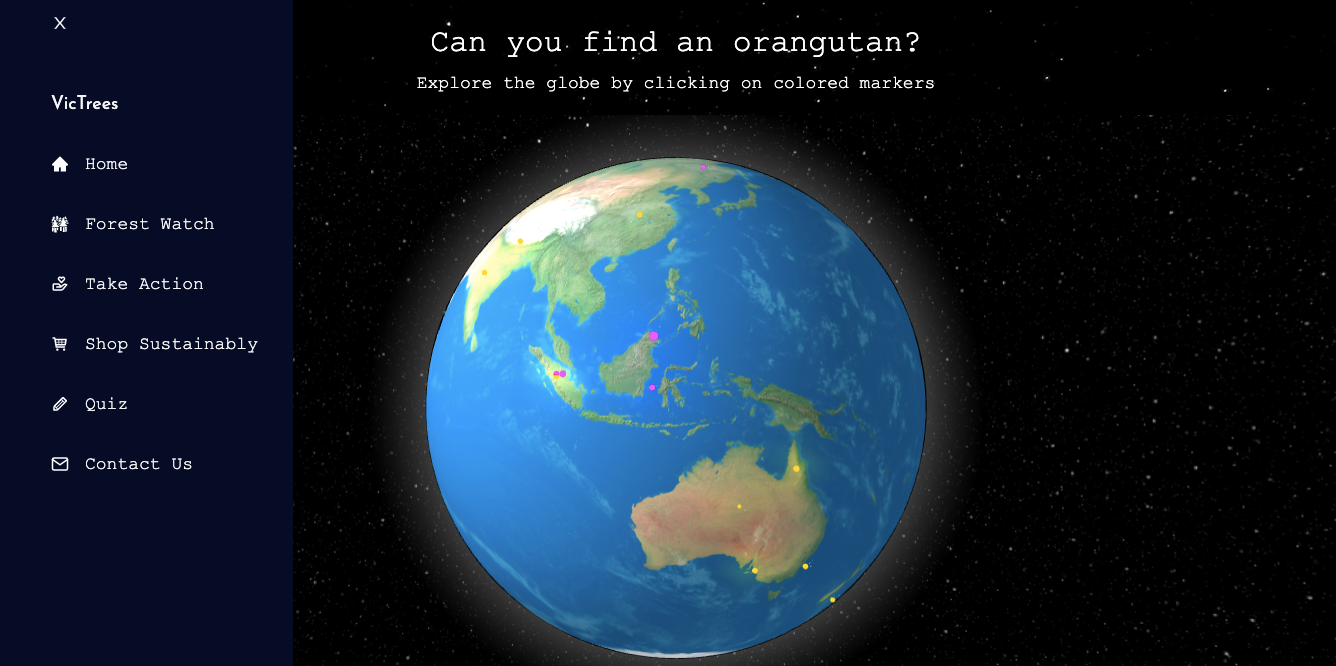 X
VicTrees
Home
Forest Watch
Take Action
Shop Sustainably
Quiz
Contact Us
Can you find an orangutan?
Explore the globe by clicking on colored markers